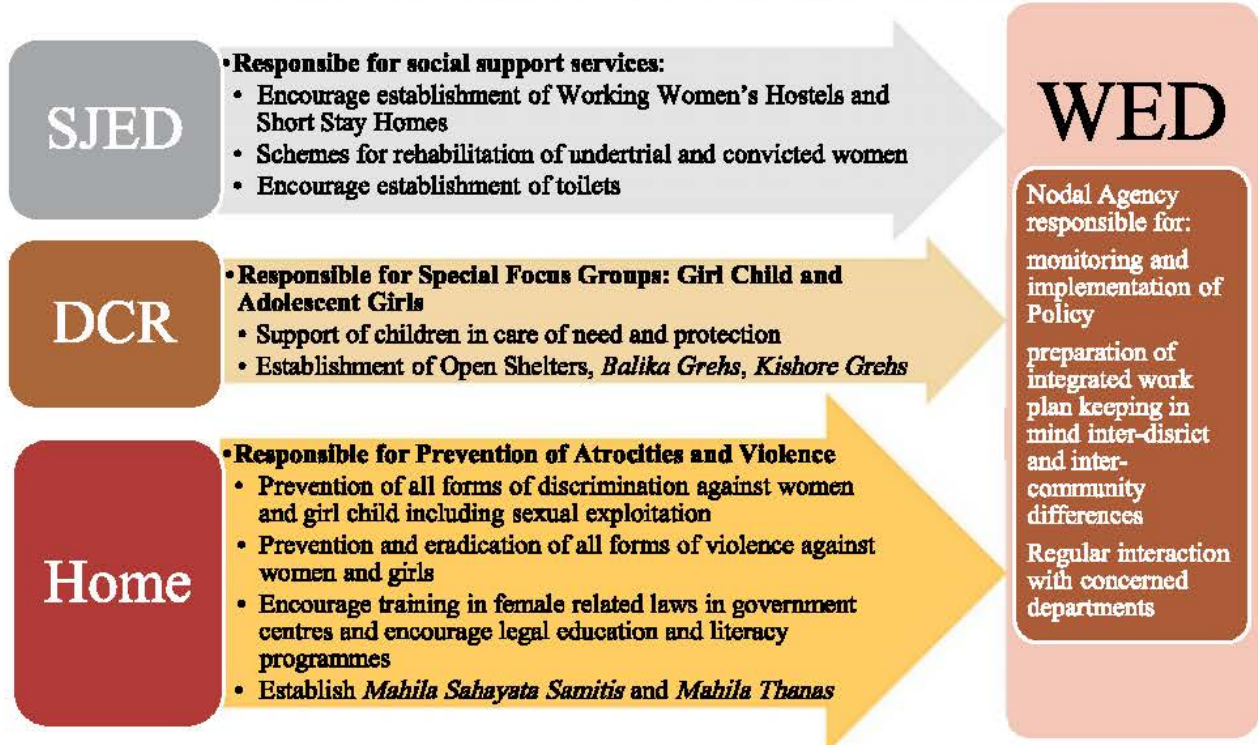 SJED
•Responsibe for social support services:
• Encourage establishment of Working Women's Hostels and
Short Stay Homes
• Schemes for rehabilitation of undertrial and convicted women
• Encourage establishment of toilets
DCR
•Responsible for Special Focus Groups: Girl Child and
Adolescent Girls
• Support of children in care of need and protection
• Establishment of Open Shelters, Balika Grehs, Kishore Grehs
Home
•Responsible for Prevention of Atrocities and Violence
• Prevention of all forms of discrimination against women
and girl child including sexual exploitation
• Prevention and eradication of all forms of violence against
women and girls
• Encourage training in female related laws in government
centres and encourage legal education and literacy
programmes
• Establish Mahila Sahayata Samitis and Mahila Thanas
WED
Nodal Agency
responsible for:
monitoring and
implementation of
Policy
preparation of
integrated work
plan keeping in
mind inter-disrict
and inter-
community
differences
Regular interaction
with concerned
departments